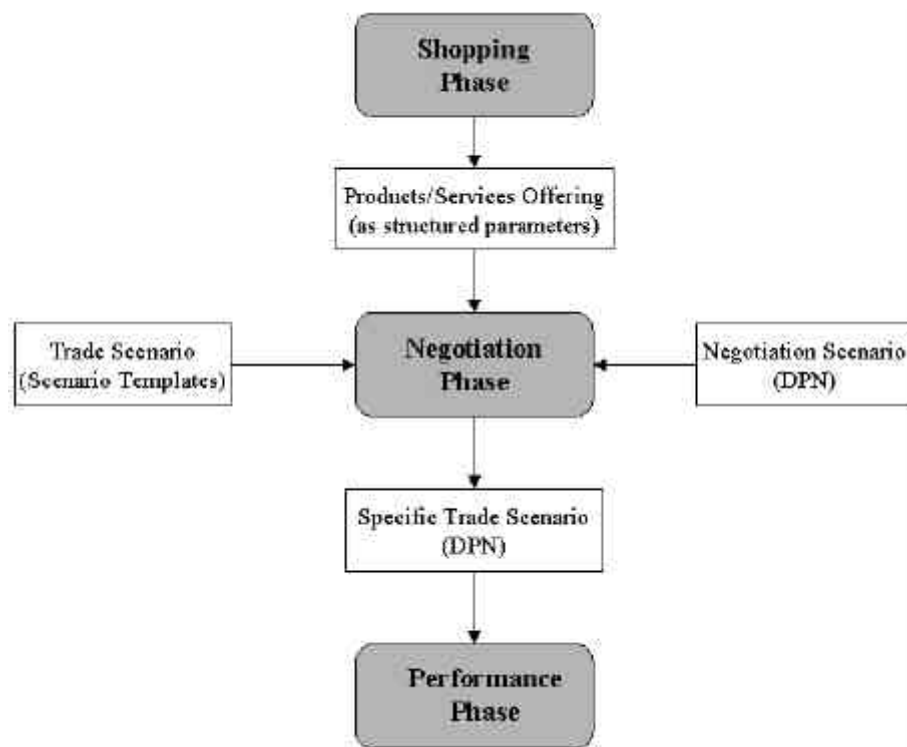 Shopping
Phase
Products/Services Offering
(as structured parameters)
Trade Scenario
(Scenario Templates)
Negotiation
Phase
Negotiation Scenario
(DPN)
Specific Trade Scenario
(DPN)
Performance
Phase